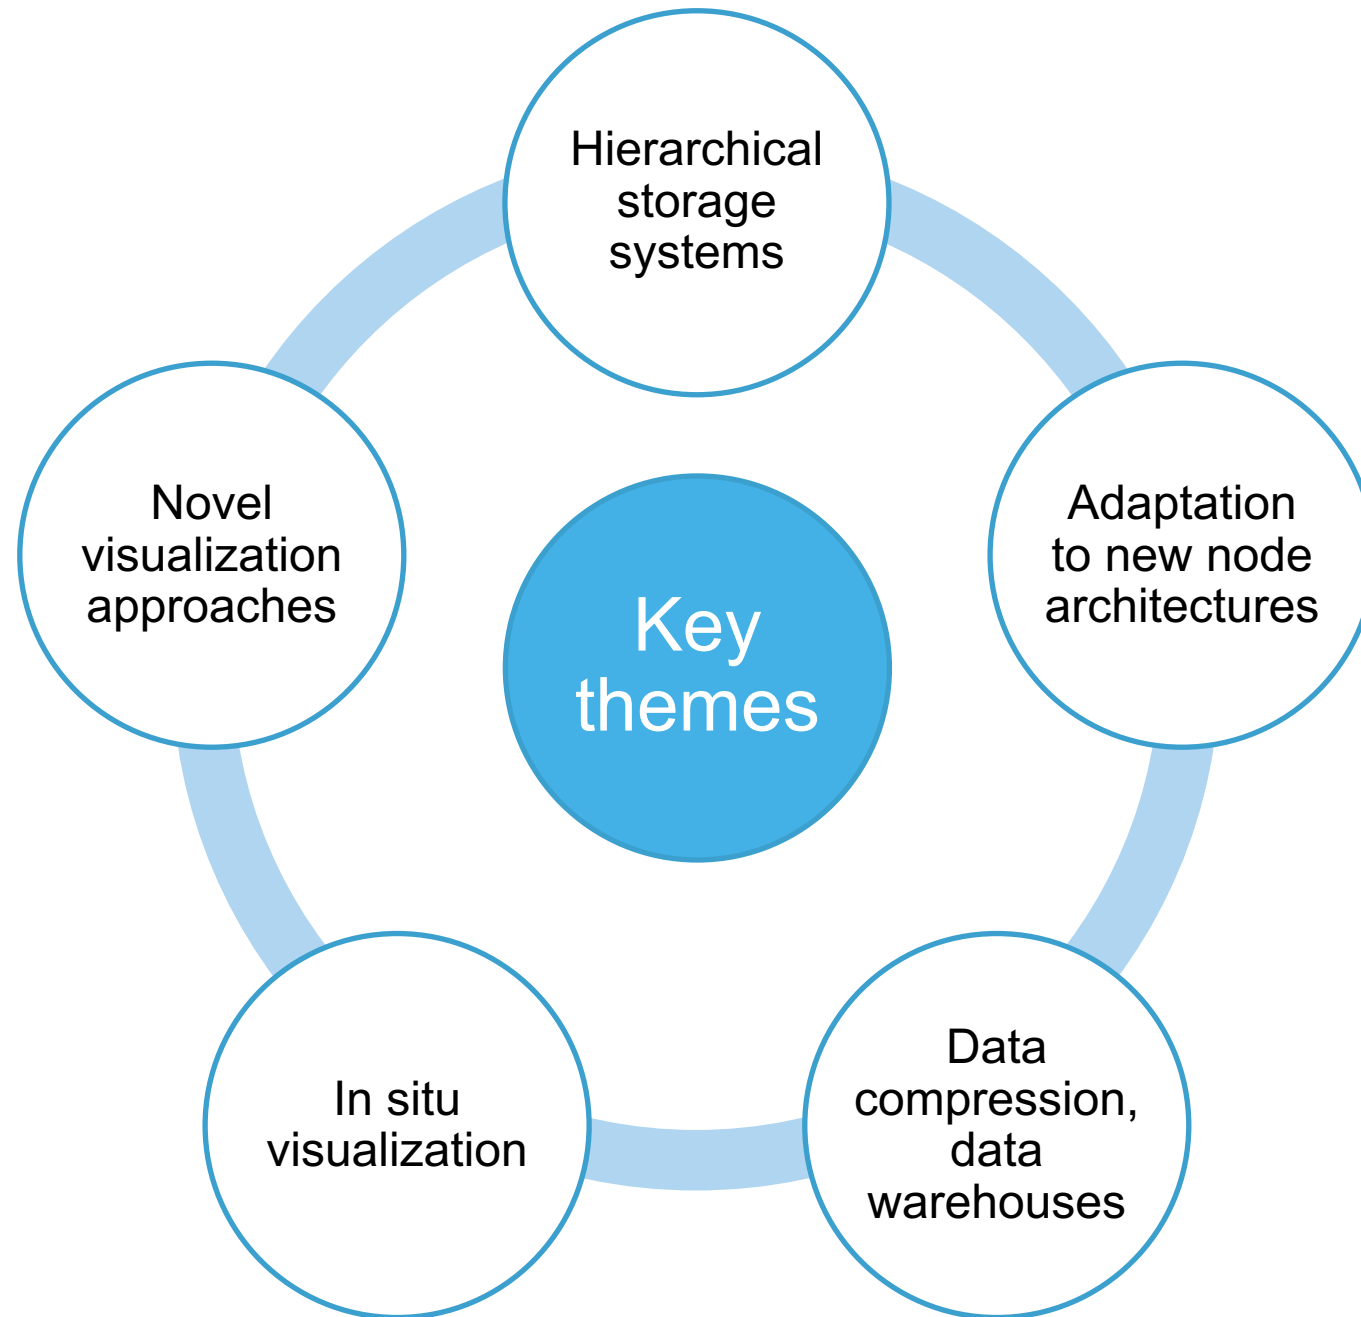 Hierarchical
storage
systems
Adaptation
to new node
architectures
Data
compression,
data
warehouses
In situ
visualization
Novel
visualization
approaches
Key
themes